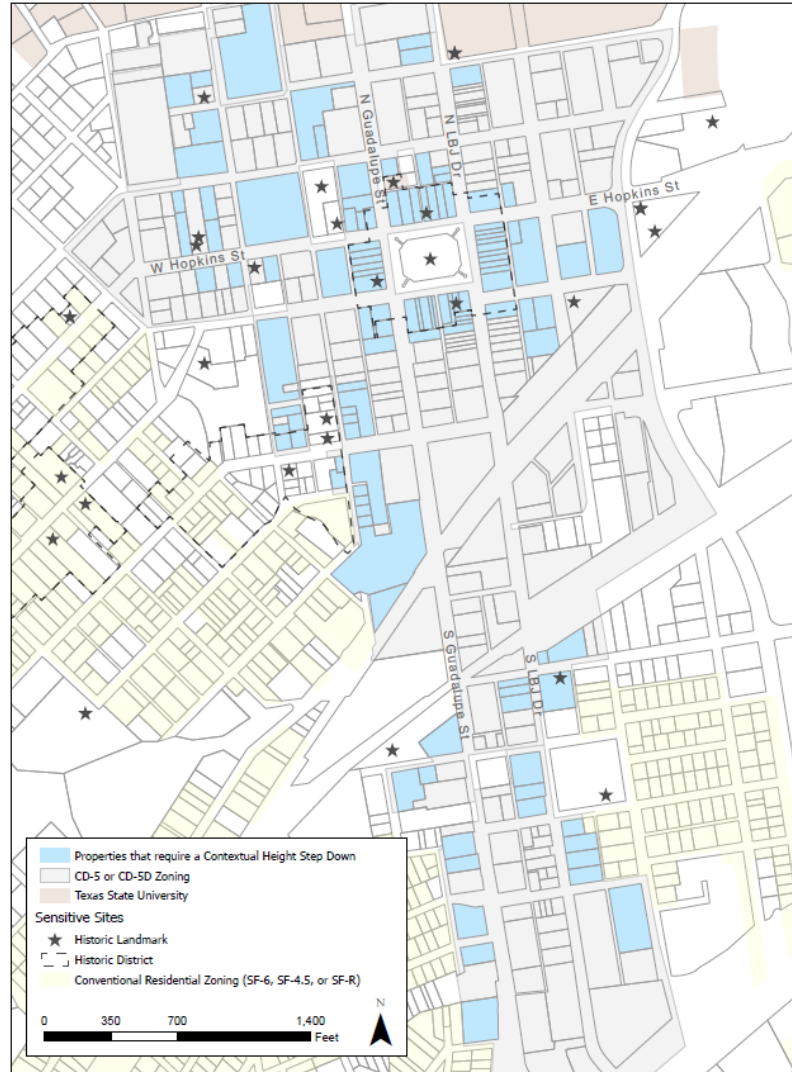 N Guadalupe St
N LBJ Dr
E Hopkins St
W Hopkins St
S Guadalupe St
S LBJ Dr
Properties that require a Contextual Height Step Down
CD-5 or CD-5D Zoning
Texas State University
Sensitive Sites
Historic Landmark
Historic District
Conventional Residential Zoning (SF-6, SF-4.5, or SF-R)
N
0 350 700 1,400
Feet